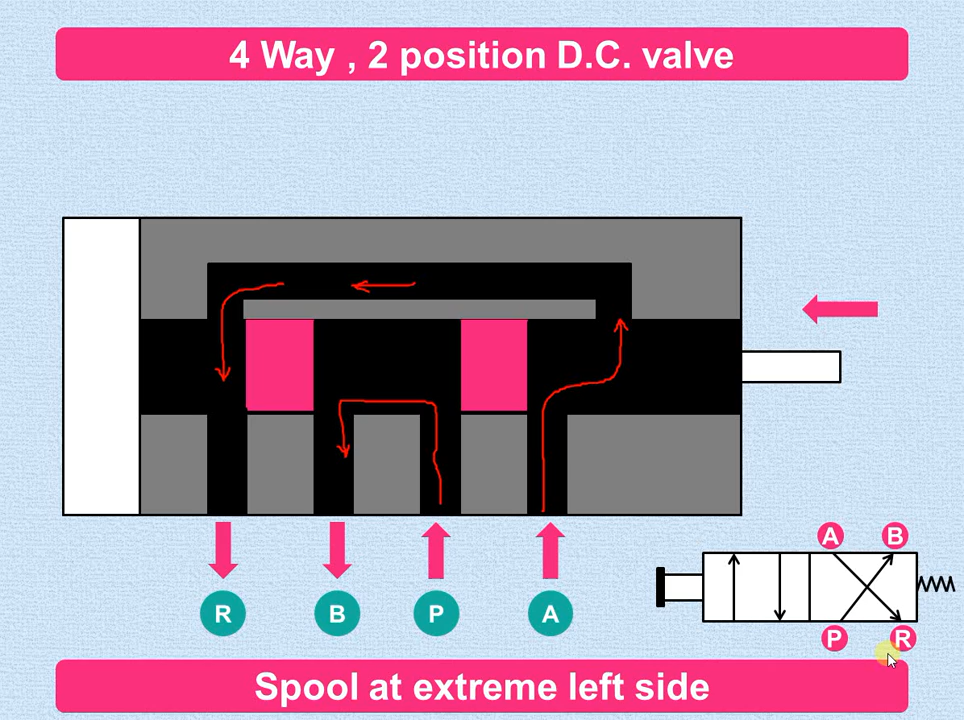 4 Way , 2 position D.C. valve
R
B
P
A
A
B
P
R
Spool at extreme left side